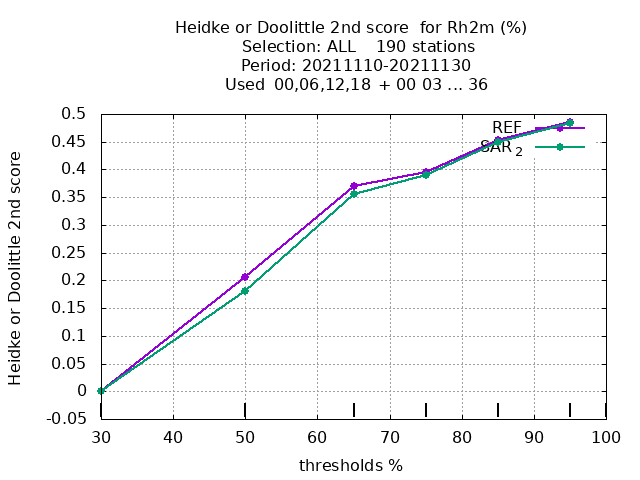 Heidke or Doolittle 2nd score for Rh2m (%)
Selection: ALL 190 stations
Period: 20211110-20211130
Used 00,06,12,18 + 00 03 ... 36
Heidke or Doolittle 2nd score
0.5
0.45
0.4
0.35
0.3
0.25
0.2
0.15
0.1
0.05
0
-0.05
REF
SAR 2
30 40 50 60 70 80 90 100
thresholds %